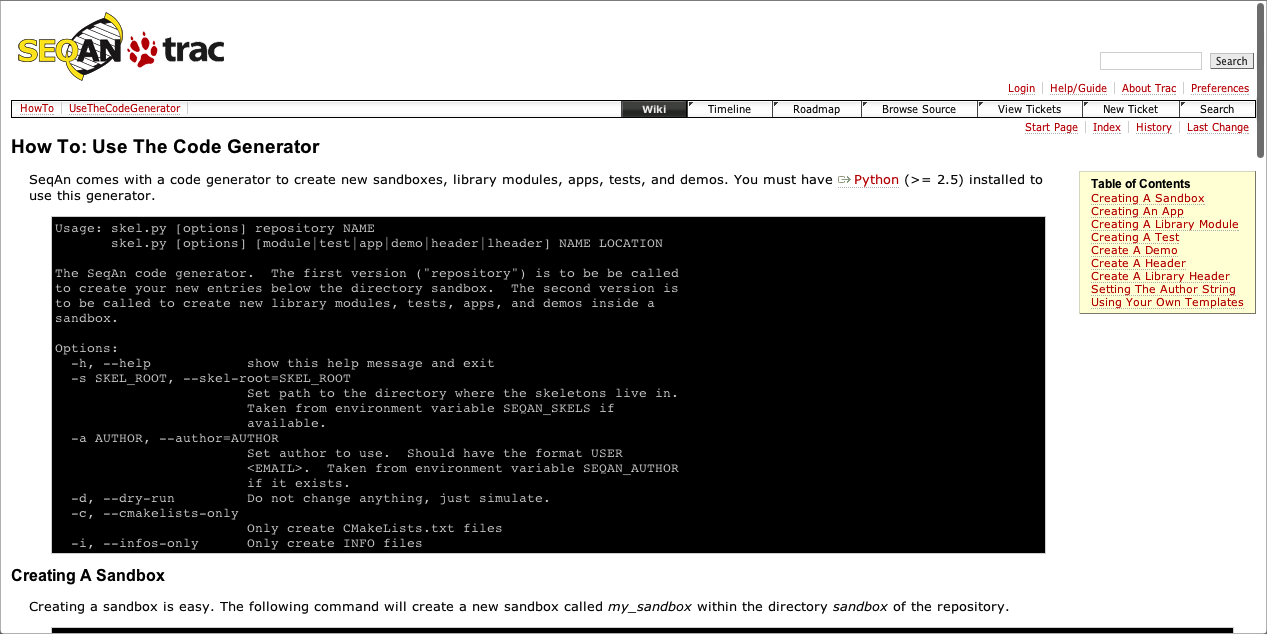 SEQAN trac
Search
Login Help/Guide About Trac Preferences
HowTo UseTheCodeGenerator Wiki Timeline Roadmap Browse Source View Tickets New Ticket Search
Start Page Index History Last Change
How To: Use The Code Generator
SeqAn comes with a code generator to create new sandboxes, library modules, apps, tests, and demos. You must have Python (>= 2.5) installed to
use this generator.
Table of Contents
Creating A Sandbox
Creating An App
Creating A Library Module
Creating A Test
Create A Demo
Create A Header
Create A Library Header
Setting The Author String
Using Your Own Templates
Usage: skel.py [options] repository NAME
       skel.py [options] [module|test|app|demo|header|lheader] NAME LOCATION
The SeqAn code generator.  The first version ("repository") is to be be called
to create your new entries below the directory sandbox.  The second version is
to be called to create new library modules, tests, apps, and demos inside a
sandbox.
Options:
  -h, --help            show this help message and exit
  -s SKEL_ROOT, --skel-root=SKEL_ROOT
                        Set path to the directory where the skeletons live in.
                        Taken from environment variable SEQAN_SKELS if
                        available.
  -a AUTHOR, --author=AUTHOR
                        Set author to use.  Should have the format USER
                        <EMAIL>.  Taken from environment variable SEQAN_AUTHOR
                        if it exists.
  -d, --dry-run         Do not change anything, just simulate.
  -c, --cmakelists-only
                        Only create CMakeLists.txt files
  -i, --infos-only      Only create INFO files
Creating A Sandbox
Creating a sandbox is easy. The following command will create a new sandbox called my_sandbox within the directory sandbox of the repository.